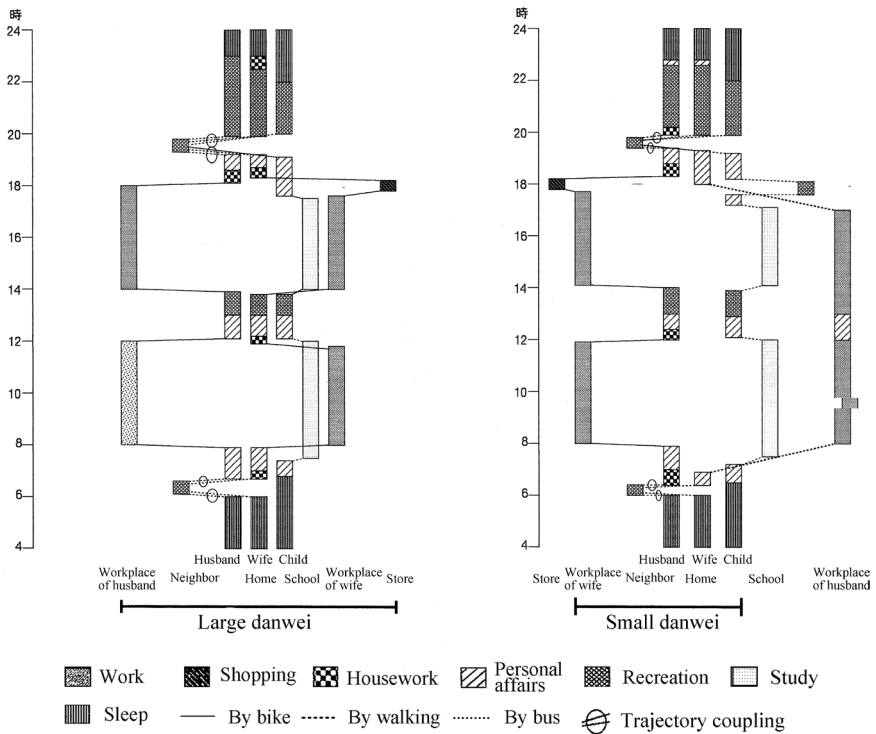 時
24
22
20
18
16
14
12
10
8
6
4
Husband Wife Child
Workplace of husband
Neighbor
Home
School
Workplace of wife
Store
Large danwei
時
24
22
20
18
16
14
12
10
8
6
4
Husband Wife Child
Store
Workplace of wife
Neighbor
Home
School
Workplace of husband
Small danwei
Work
Shopping
Housework
Personal affairs
Recreation
Study
Sleep
By bike
By walking
By bus
Trajectory coupling